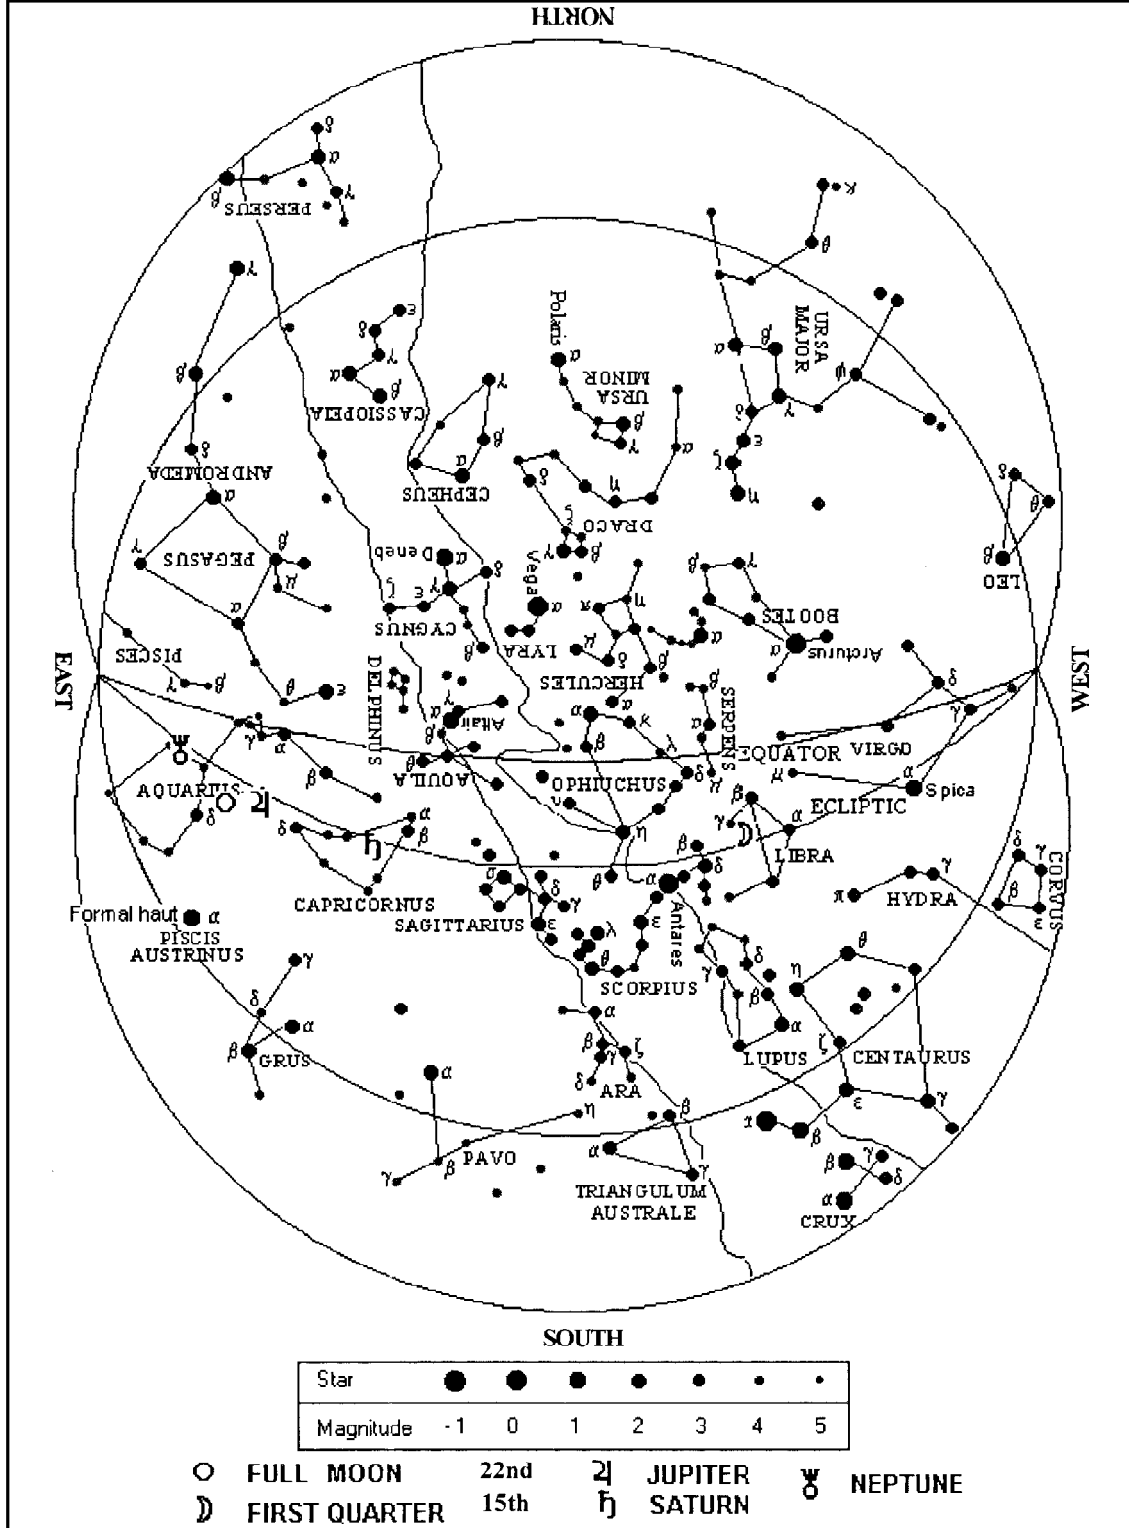 NORTH
δ
α
β
γ
PERSEUS
κ
θ
γ
ε
δ
γ
α
β
CASSIOPEIA
Polaris
α
URSA MINOR
β
γ
URSA MAJOR
α
β
γ
δ
ε
ζ
η
ψ
β
δ
ANDROMEDA
α
γ
β
α
CEPHEUS
δ
η
α
DRACO
ξ
γ
β
δ
θ
β
LEO
γ
PEGASUS
β
μ
α
Deneb
α
γ
δ
ζ
ε
CYGNUS
β
Vega
α
LYRA
π
η
μ
δ
β
HERCULES
α
α
β
γ
BOOTES
α
Arcturus
EAST
WEST
PISCES
γ
β
θ
ε
DELPHINUS
γ
α
Altair
β
θ
AQUILA
α
κ
β
λ
δ
OPHIUCHUS
ν
η
θ
β
α
μ
SERPENS
EQUATOR
VIRGO
δ
γ
α
Spica
μ
ECLIPTIC
γ
α
β
AQUARIUS
δ
δ
α
β
CAPRICORNUS
β
γ
α
LIBRA
π
γ
HYDRA
δ
γ
β
ε
CORVUS
Formal haut
α
PISCIS
AUSTRINUS
σ
δ
γ
ε
SAGITTARIUS
β
δ
α
Antares
ε
λ
θ
SCORPIUS
γ
δ
β
α
LUPUS
η
θ
ζ
CENTAURUS
ε
γ
α
β
γ
δ
α
β
GRUS
α
β
γ
ζ
δ
ARA
α
η
β
γ
PAVO
β
α
γ
TRIANGULUM
AUSTRALE
β
γ
δ
α
CRUX
SOUTH
Star
Magnitude -1 0 1 2 3 4 5
FULL MOON 22nd JUPITER NEPTUNE
FIRST QUARTER 15th SATURN